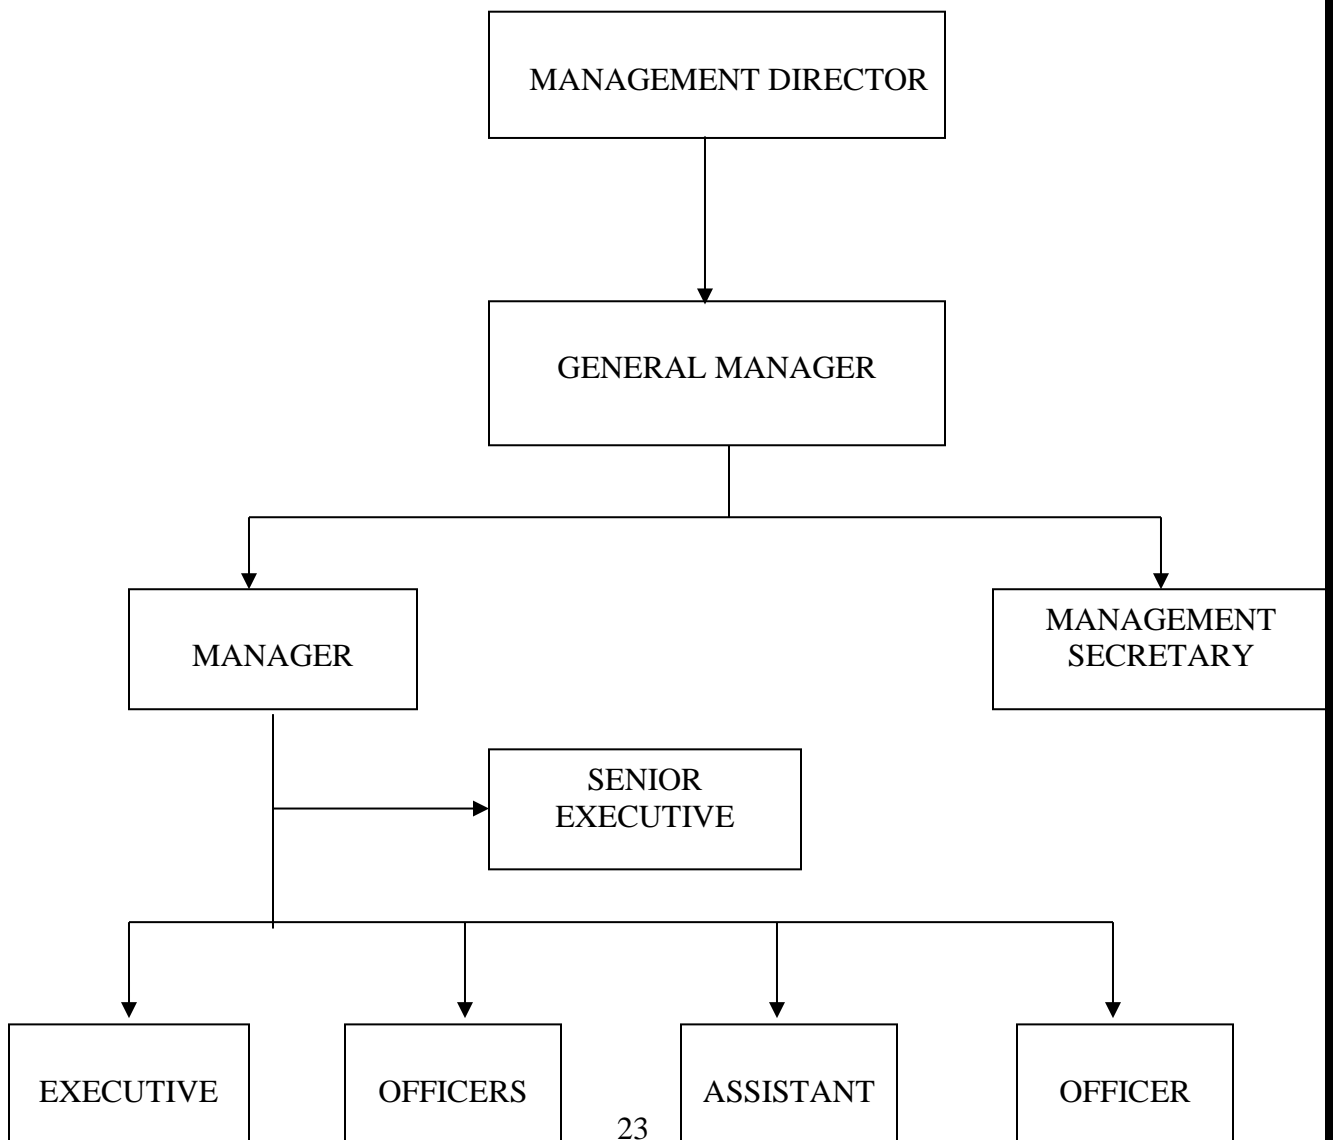 MANAGEMENT DIRECTOR
GENERAL MANAGER
MANAGER
MANAGEMENT
SECRETARY
SENIOR
EXECUTIVE
EXECUTIVE
OFFICERS
ASSISTANT
OFFICER
23